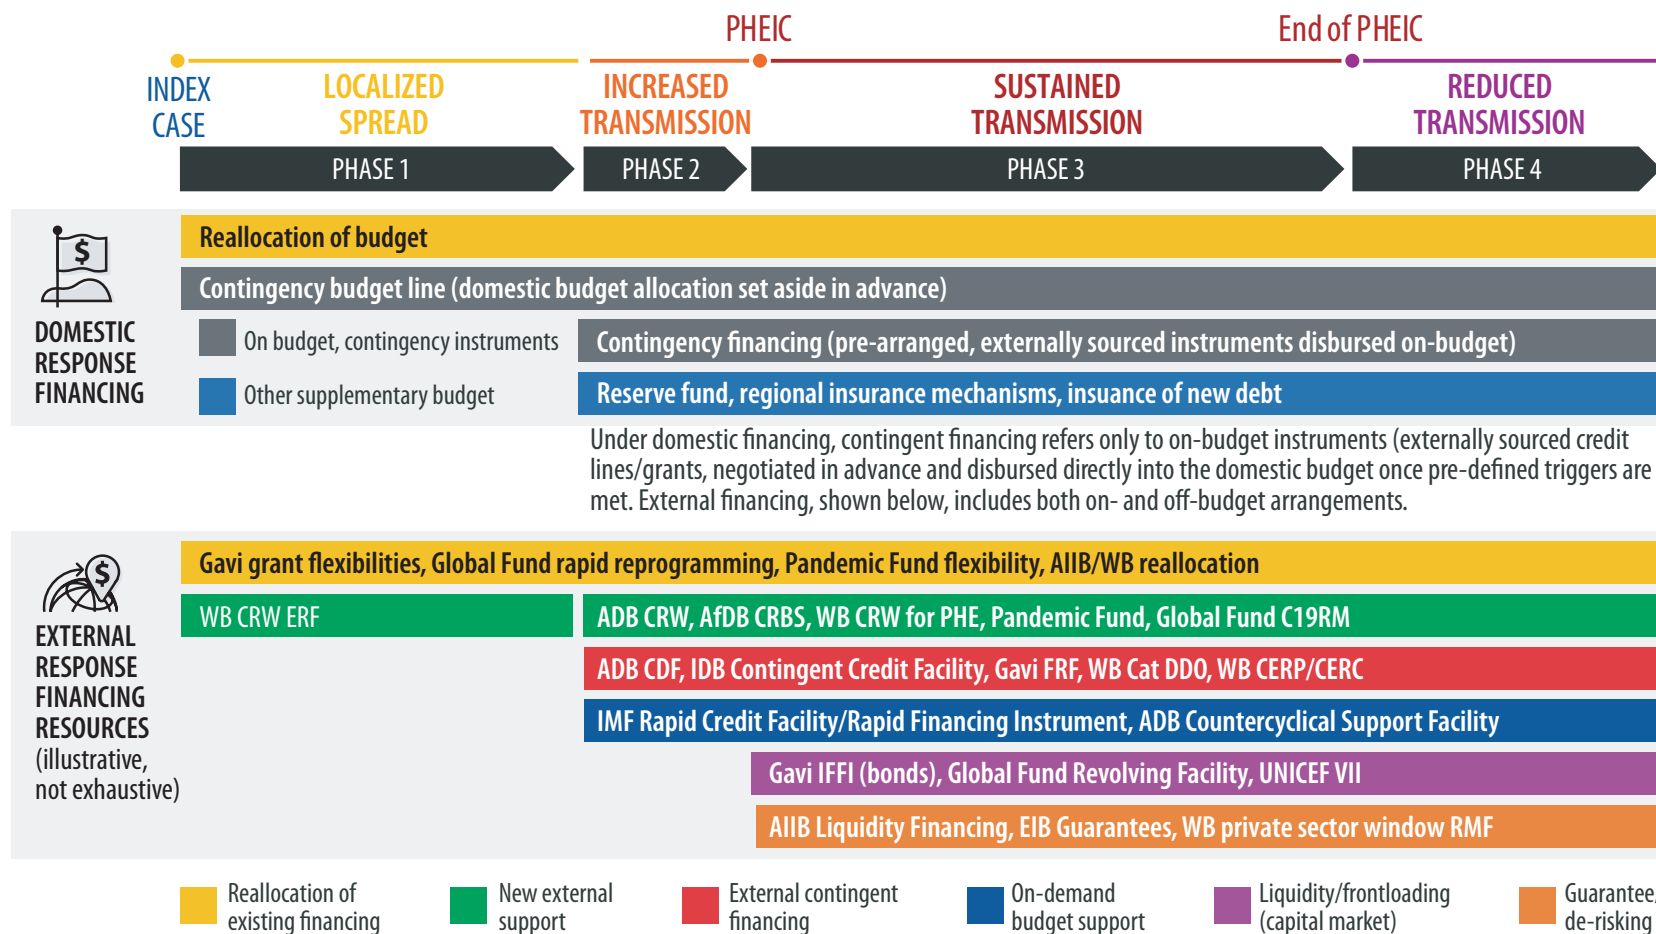 PHEIC
End of PHEIC
INDEX
CASE
LOCALIZED
SPREAD
INCREASED
TRANSMISSION
SUSTAINED
TRANSMISSION
REDUCED
TRANSMISSION
PHASE 1
PHASE 2
PHASE 3
PHASE 4
$
DOMESTIC
RESPONSE
FINANCING
Reallocation of budget
Contingency budget line (domestic budget allocation set aside in advance)
On budget, contingency instruments
Contingency financing (pre-arranged, externally sourced instruments disbursed on-budget)
Other supplementary budget
Reserve fund, regional insurance mechanisms, insuance of new debt
Under domestic financing, contingent financing refers only to on-budget instruments (externally sourced credit
lines/grants, negotiated in advance and disbursed directly into the domestic budget once pre-defined triggers are
met. External financing, shown below, includes both on- and off-budget arrangements.
$
EXTERNAL
RESPONSE
FINANCING
RESOURCES
(illustrative,
not exhaustive)
Gavi grant flexibilities, Global Fund rapid reprogramming, Pandemic Fund flexibility, AIIB/WB reallocation
WB CRW ERF
ADB CRW, AfDB CRBS, WB CRW for PHE, Pandemic Fund, Global Fund C19RM
ADB CDF, IDB Contingent Credit Facility, Gavi FRF, WB Cat DDO, WB CERP/CERC
IMF Rapid Credit Facility/Rapid Financing Instrument, ADB Countercyclical Support Facility
Gavi IFFI (bonds), Global Fund Revolving Facility, UNICEF VII
AIIB Liquidity Financing, EIB Guarantees, WB private sector window RMF
Reallocation of
existing financing
New external
support
External contingent
financing
On-demand
budget support
Liquidity/frontloading
(capital market)
Guarantee/
de-risking